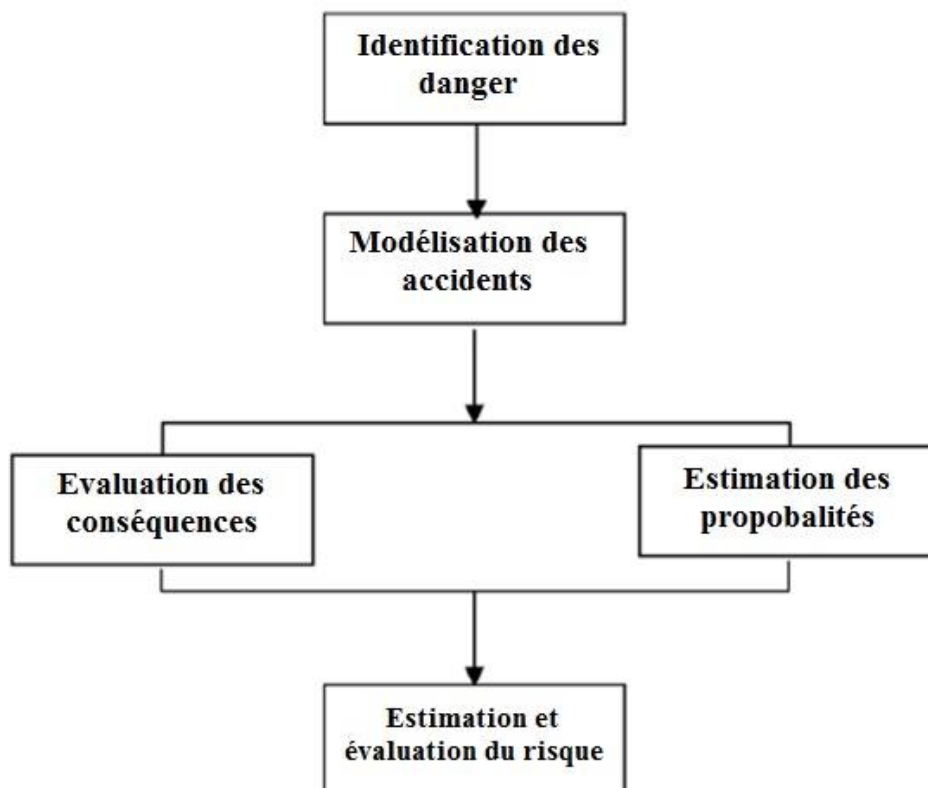 Identification des
danger
Modélisation des
accidents
Evaluation des
conséquences
Estimation des
propobalités
Estimation et
évaluation du risque